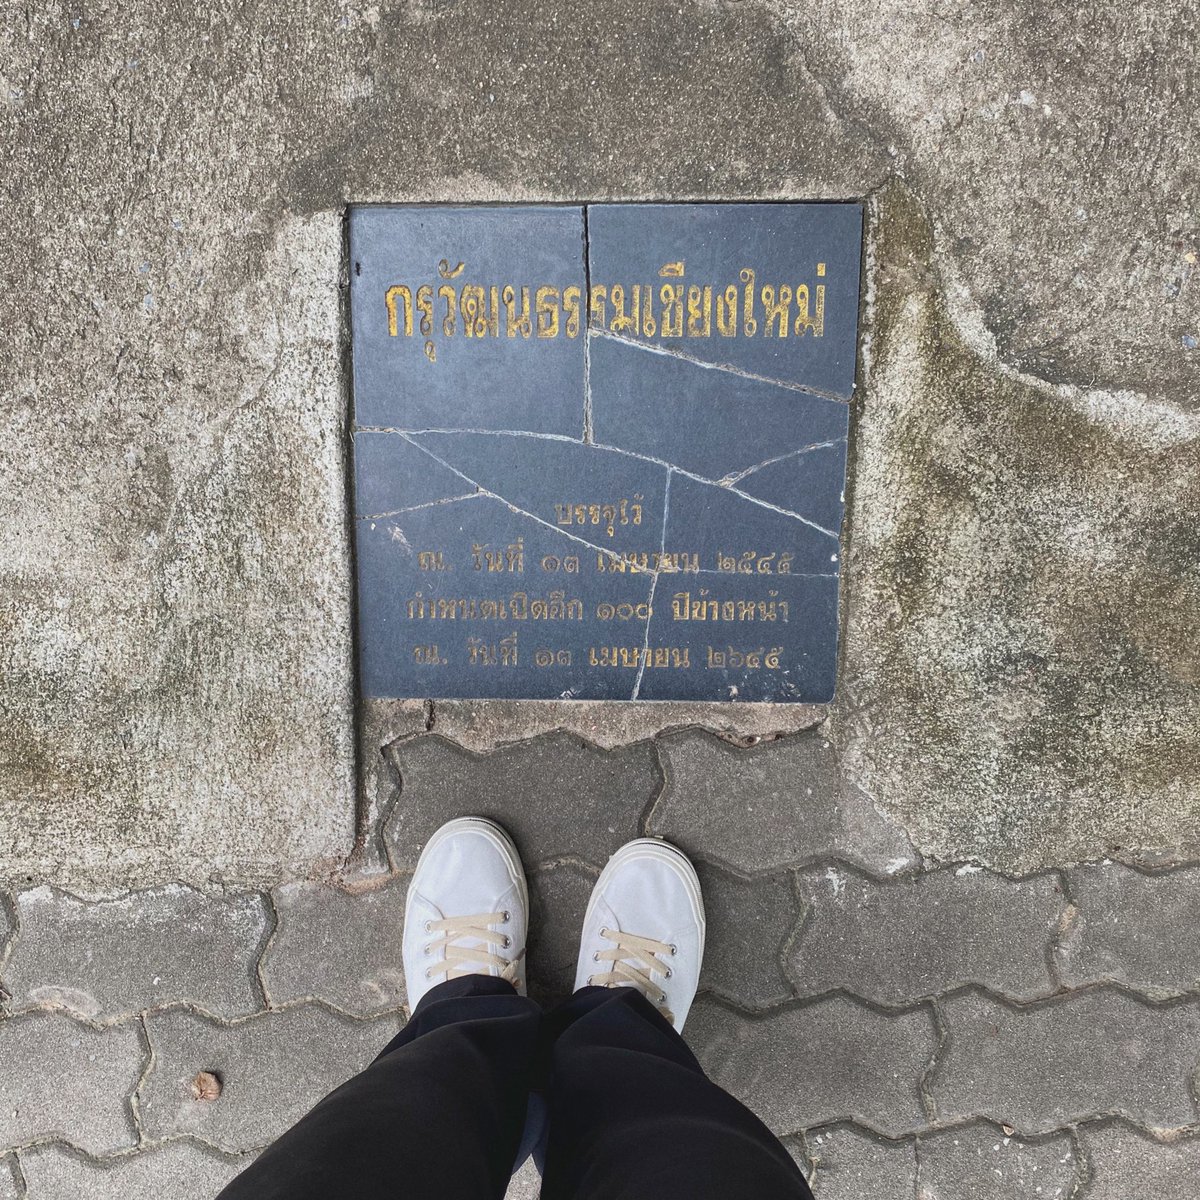 กรุวัฒนธรรมเชียงใหม่
บรรจุไว้
ณ. วันที่ ๑๓ เมษายน ๒๕๔๕
กำหนดเปิดอีก ๑๐๐ ปีข้างหน้า
ณ. วันที่ ๑๓ เมษายน ๒๖๔๕